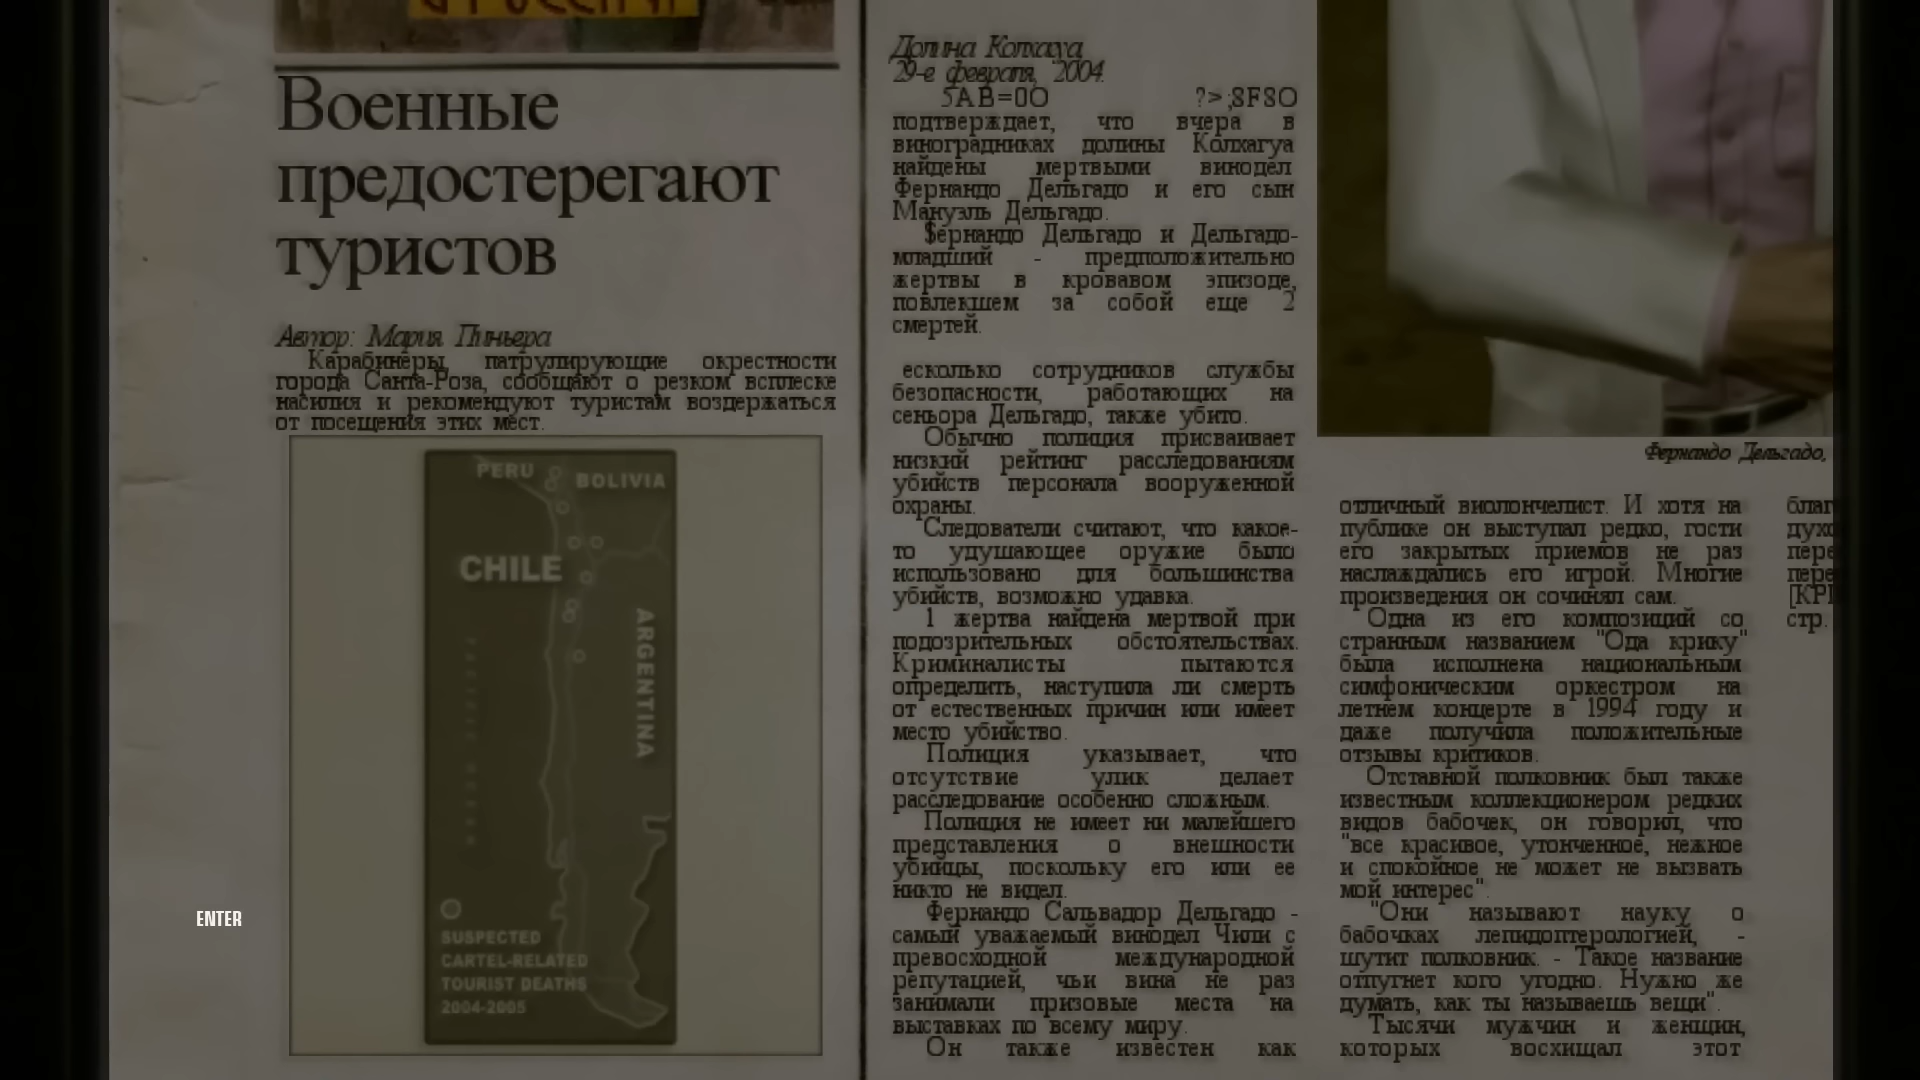 Военные
предостерегают
туристов
Автор: Мария Пиньера
Карабинеры, патрулирующие окрестности
города Санта-Роза, сообщают о резком всплеске
насилия и рекомендуют туристам воздержаться
от посещения этих мест.
PERU
BOLIVIA
CHILE
ARGENTINA
SUSPECTED
CARTEL-RELATED
TOURIST DEATHS
2004-2005
ENTER
Долина Колхагуа,
29-е февраля, 2004.
5AB=0O ?>;8F8O
подтверждает, что вчера в
виноградниках долины Колхагуа
найдены мертвыми винодел
Фернандо Дельгадо и его сын
Мануэль Дельгадо.
$ернандо Дельгадо и Дельгадо-
младший - предположительно
жертвы в кровавом эпизоде,
повлекшем за собой еще 2
смертей.
есколько сотрудников службы
безопасности, работающих на
сеньора Дельгадо, также убито.
Обычно полиция присваивает
низкий рейтинг расследованиям
убийств персонала вооруженной
охраны.
Следователи считают, что какое-
то удушающее оружие было
использовано для большинства
убийств, возможно удавка.
1 жертва найдена мертвой при
подозрительных обстоятельствах.
Криминалисты пытаются
определить, наступила ли смерть
от естественных причин или имеет
место убийство.
Полиция указывает, что
отсутствие улик делает
расследование особенно сложным.
Полиция не имеет ни малейшего
представления о внешности
убийцы, поскольку его или ее
никто не видел.
Фернандо Сальвадор Дельгадо -
самый уважаемый винодел Чили с
превосходной международной
репутацией, чьи вина не раз
занимали призовые места на
выставках по всему миру.
Он также известен как
Фернандо Дельгадо,
отличный виолончелист. И хотя на
публике он выступал редко, гости
его закрытых приемов не раз
наслаждались его игрой. Многие
произведения он сочинял сам.
Одна из его композиций со
странным названием "Ода крику"
была исполнена национальным
симфоническим оркестром на
летнем концерте в 1994 году и
даже получила положительные
отзывы критиков.
Отставной полковник был также
известным коллекционером редких
видов бабочек, он говорил, что
"все красивое, утонченное, нежное
и спокойное не может не вызвать
мой интерес".
"Они называют науку о
бабочках лепидоптерологией, -
шутит полковник. - Такое название
отпугнет кого угодно. Нужно же
думать, как ты называешь вещи".
Тысячи мужчин и женщин,
которых восхищал этот
благ
духо
пере
пере
[КРІ
стр.